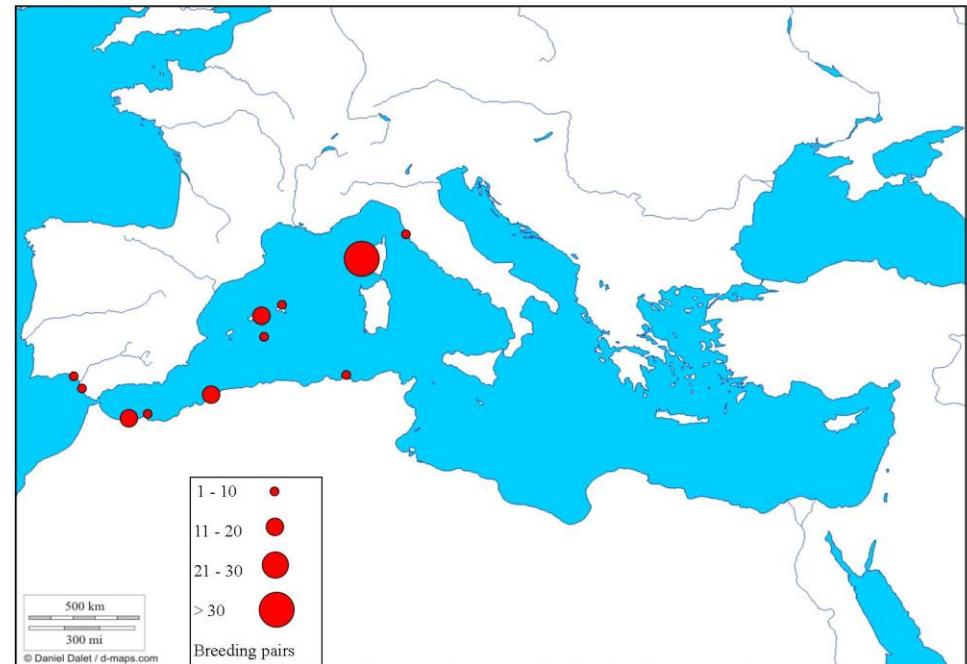 1 - 10
11 - 20
21 - 30
> 30
Breeding pairs
500 km
300 mi
© Daniel Dalet / d-maps.com